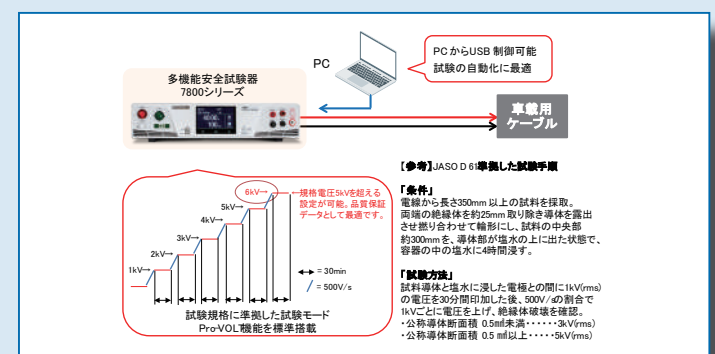 PC
PCからUSB 制御可能
試験の自動化に最適
多機能安全試験器
7800シリーズ
車載用
ケーブル
6kV→
5kV→
4kV→
3kV→
2kV→
1kV→
規格電圧5kVを超える
設定が可能。品質保証
データとして最適です。
= 30min
= 500V/s
試験規格に準拠した試験モード
Pro-VOLT機能を標準搭載
【参考】JASO D 61準拠した試験手順
「条件」
電線から長さ350mm 以上の試料を採取。
両端の絶縁体を約25mm 取り除き導体を露出
させ撚り合わせて輪形にし、試料の中央部
約300mmを、導体部が塩水の上に出た状態で、
容器の中の塩水に4時間浸す。
「試験方法」
試料導体と塩水に浸した電極との間に1kV(rms)
の電圧を30分間印加した後、500V/sの割合で
1kVごとに電圧を上げ、絶縁体破壊を確認。
・公称導体断面積 0.5㎟未満・・・・・・3kV(rms)
・公称導体断面積 0.5 ㎟以上・・・・・5kV(rms)